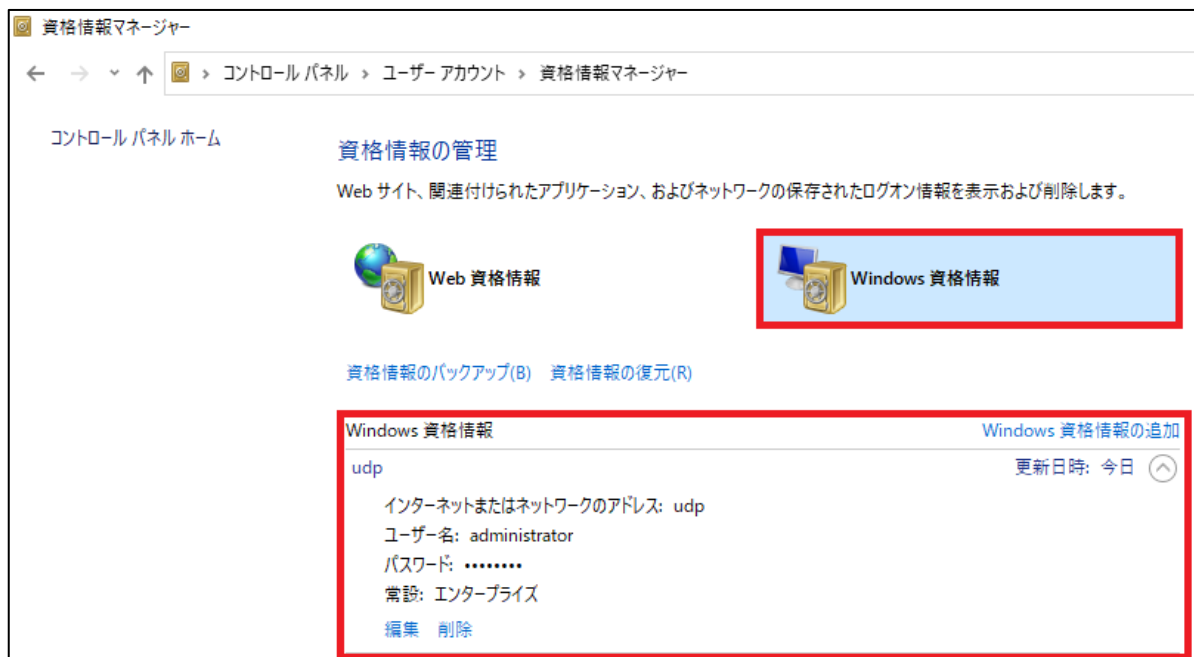 資格情報マネージャー
コントロール パネル › ユーザー アカウント › 資格情報マネージャー
コントロール パネル ホーム
資格情報の管理
Web サイト、関連付けられたアプリケーション、およびネットワークの保存されたログオン情報を表示および削除します。
Web 資格情報
Windows 資格情報
資格情報のバックアップ(B) 資格情報の復元(R)
Windows 資格情報 Windows 資格情報の追加
udp 更新日時: 今日
インターネットまたはネットワークのアドレス: udp
ユーザー名: administrator
パスワード: ••••••••
常設: エンタープライズ
編集 削除